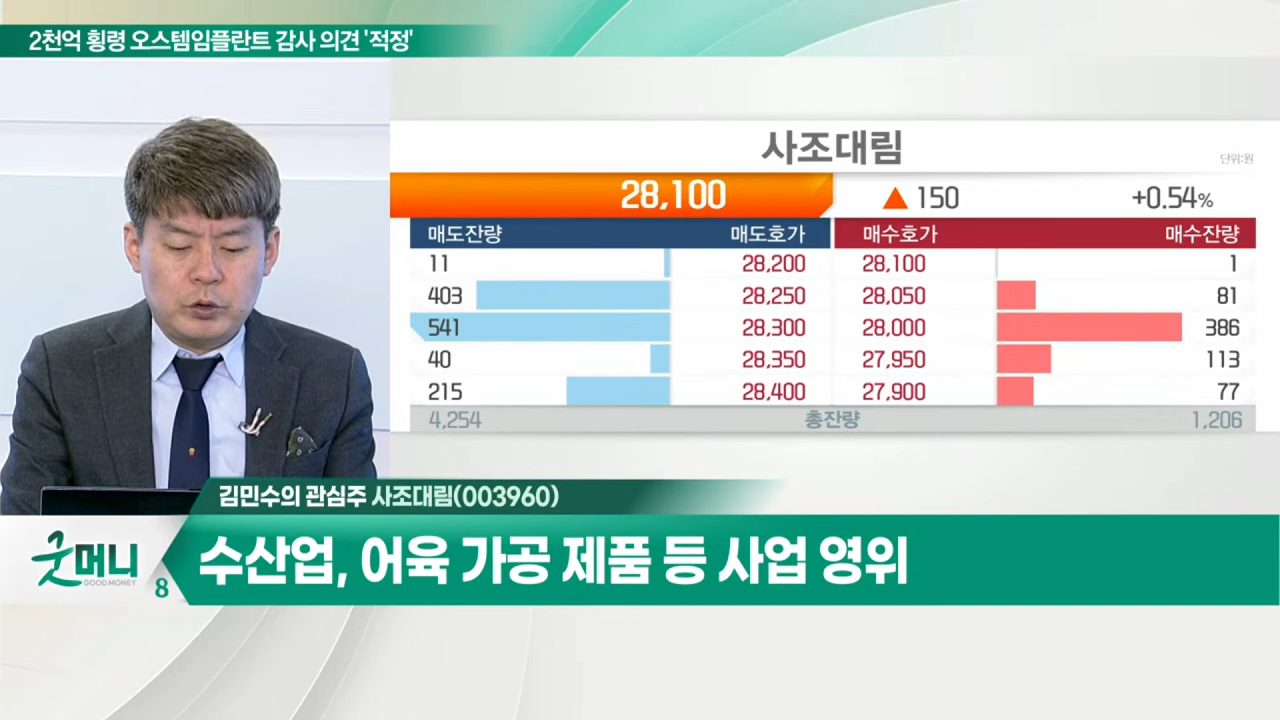 2천억 횡령 오스템임플란트 감사 의견 '적정'
사조대림
단위:원
28,100 ▲ 150 +0.54%
매도잔량 매도호가 매수호가 매수잔량
11 28,200 28,100 1
403 28,250 28,050 81
541 28,300 28,000 386
40 28,350 27,950 113
215 28,400 27,900 77
4,254 총잔량 1,206
김민수의 관심주 사조대림(003960)
굿머니
GOOD MONEY
8
수산업, 어육 가공 제품 등 사업 영위